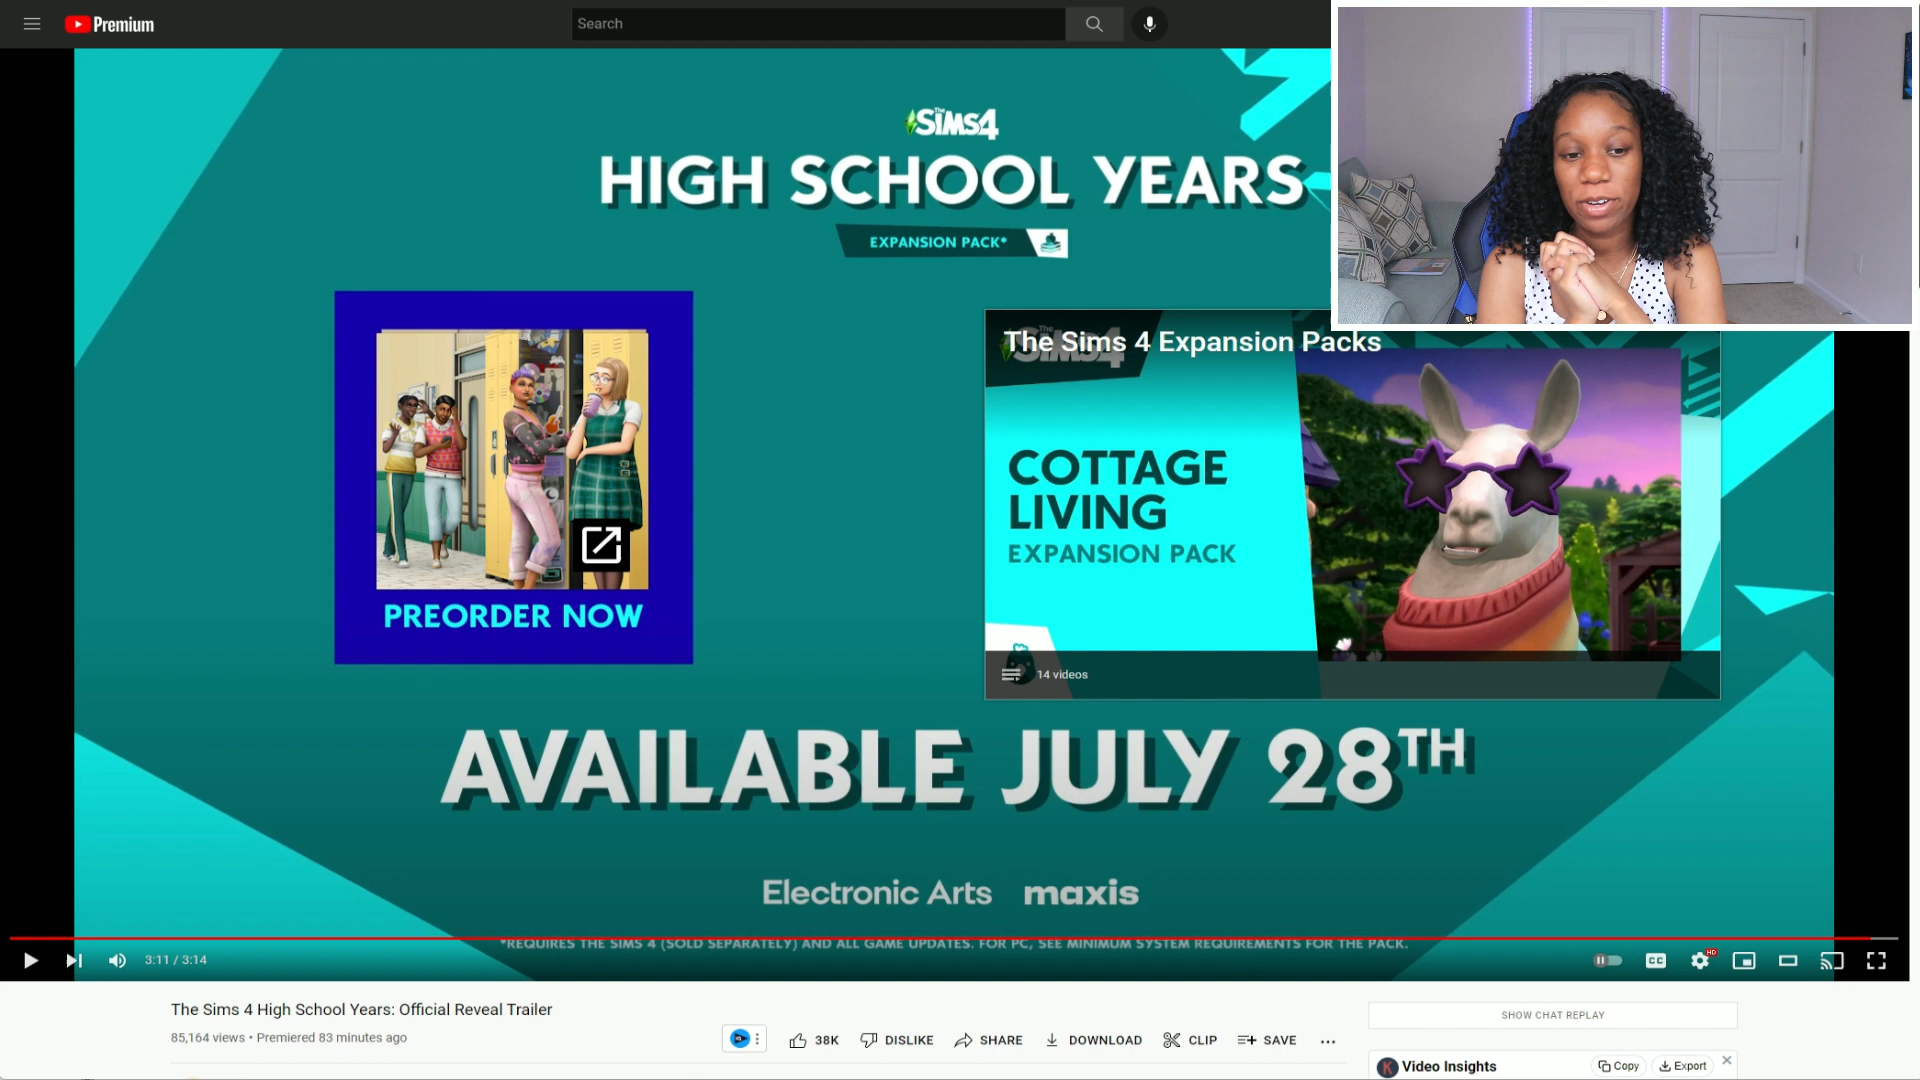 Premium
Search
The Sims 4
HIGH SCHOOL YEARS
EXPANSION PACK*
The Sims 4 Expansion Packs
COTTAGE
LIVING
EXPANSION PACK
PREORDER NOW
14 videos
AVAILABLE JULY 28TH
Electronic Arts maxis
*REQUIRES THE SIMS 4 (SOLD SEPARATELY) AND ALL GAME UPDATES. FOR PC, SEE MINIMUM SYSTEM REQUIREMENTS FOR THE PACK.
3:11 / 3:14
CC
HD
The Sims 4 High School Years: Official Reveal Trailer
85,164 views • Premiered 83 minutes ago
38K DISLIKE SHARE DOWNLOAD CLIP SAVE
SHOW CHAT REPLAY
K Video Insights Copy Export